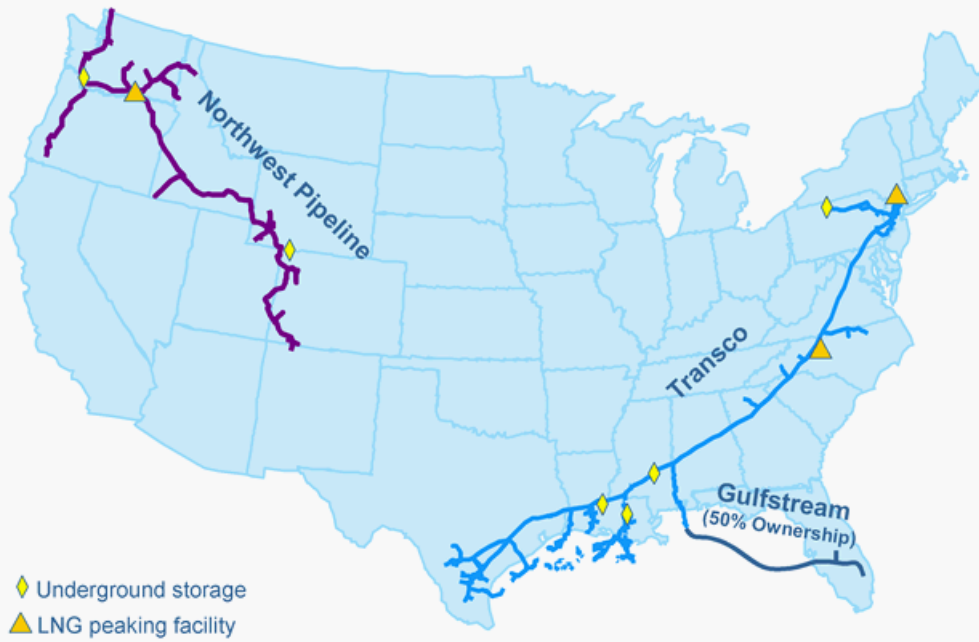 Northwest Pipeline
Transco
Gulfstream
(50% Ownership)
Underground storage
LNG peaking facility